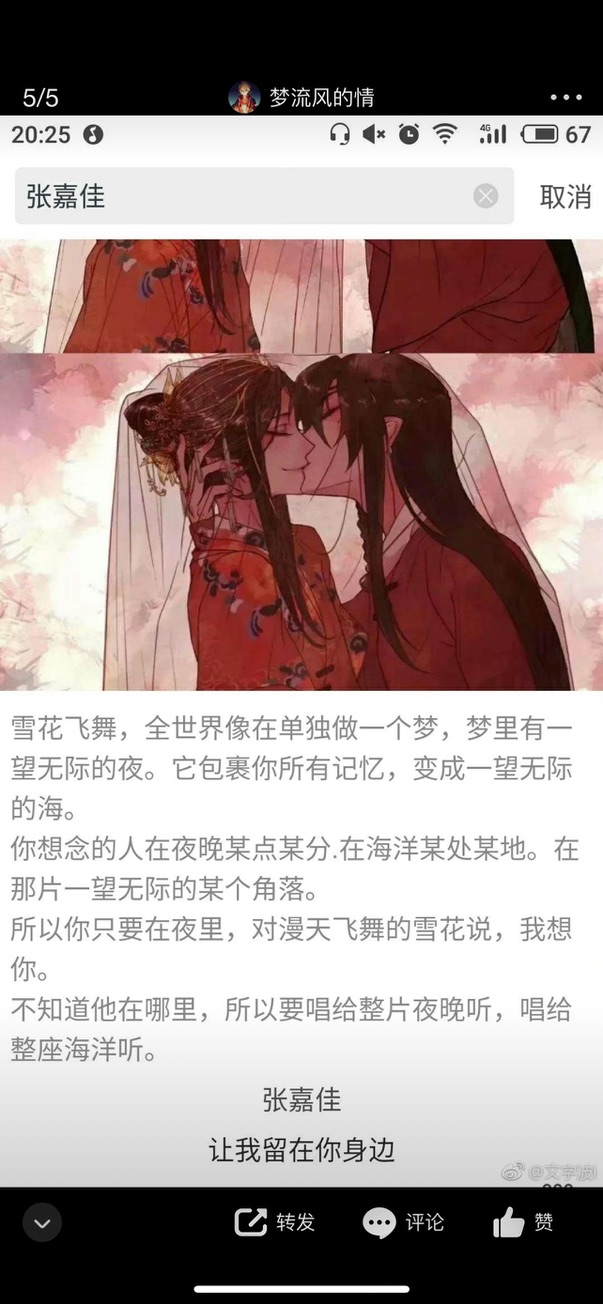 5/5 梦流风的情
20:25 4G 67
张嘉佳 取消
雪花飞舞，全世界像在单独做一个梦，梦里有一
望无际的夜。它包裹你所有记忆，变成一望无际
的海。
你想念的人在夜晚某点某分.在海洋某处某地。在
那片一望无际的某个角落。
所以你只要在夜里，对漫天飞舞的雪花说，我想
你。
不知道他在哪里，所以要唱给整片夜晚听，唱给
整座海洋听。
张嘉佳
让我留在你身边
@文字波
转发 评论 赞